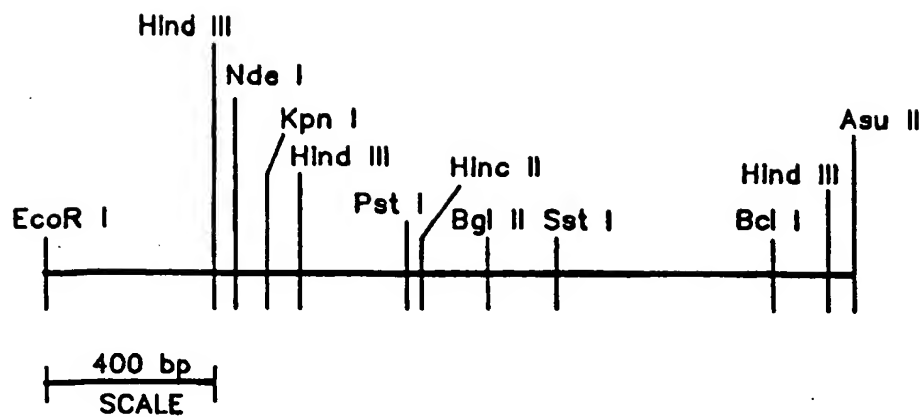 Hind III
Nde I
Kpn I
Asu II
Hind III
Hinc II
Hind III
Pst I
EcoR I
Bgl II
Sst I
Bcl I
400 bp
SCALE